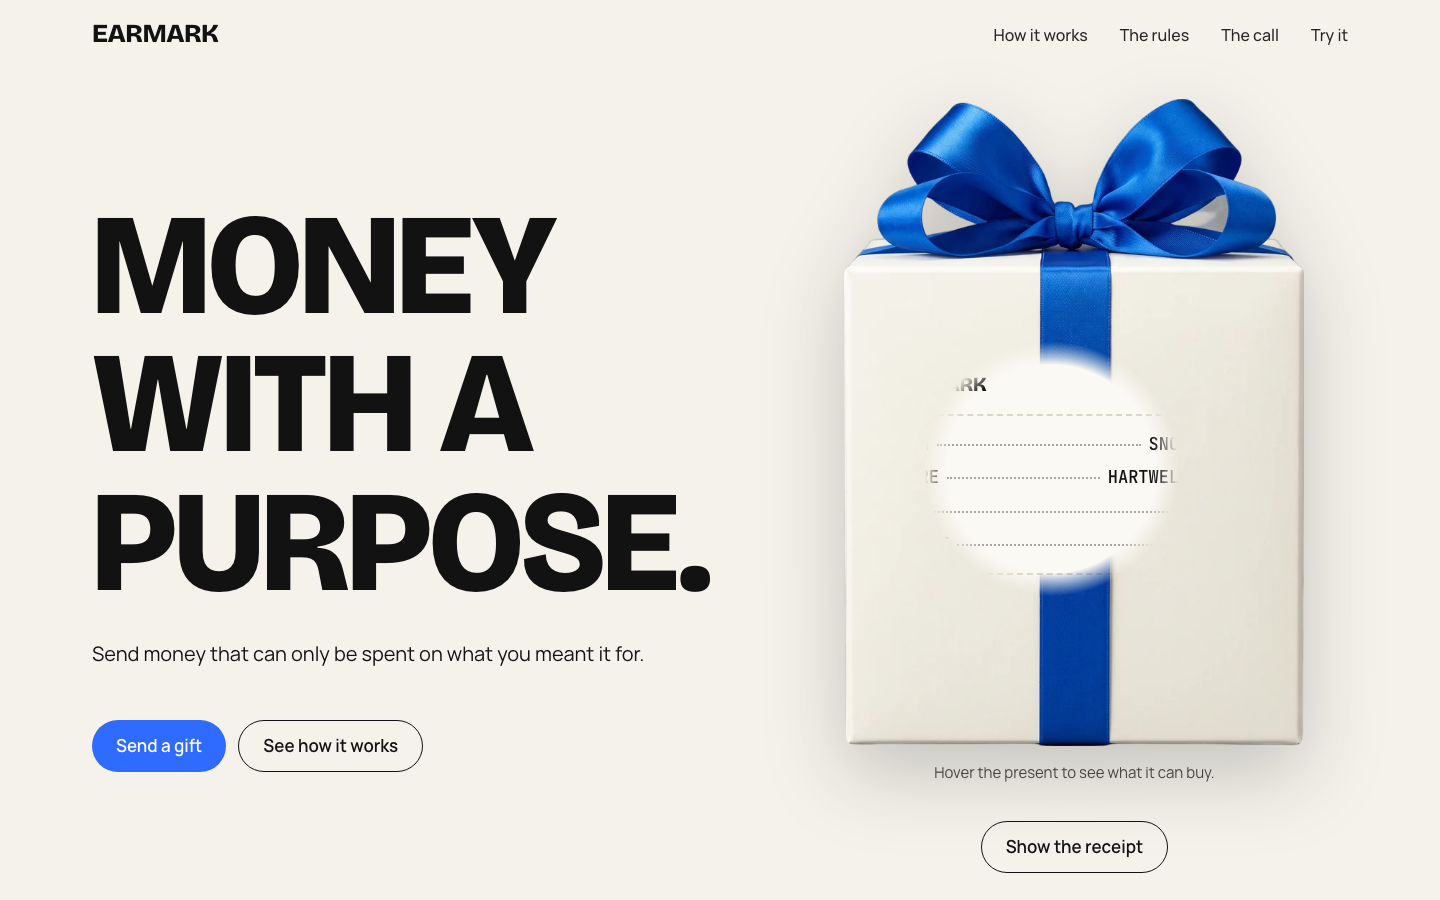 EARMARK
How it works
The rules
The call
Try it
MONEY
WITH A
PURPOSE.
Send money that can only be spent on what you meant it for.
Send a gift
See how it works
Hover the present to see what it can buy.
Show the receipt